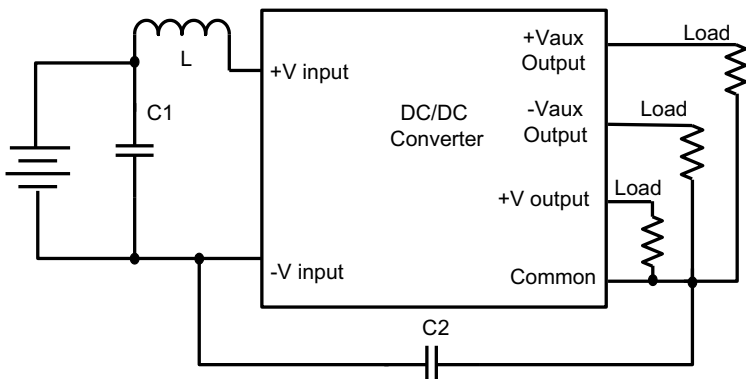 L
+V input
C1
-V input
DC/DC
Converter
+Vaux
Output
-Vaux
Output
+V output
Common
Load
Load
Load
C2